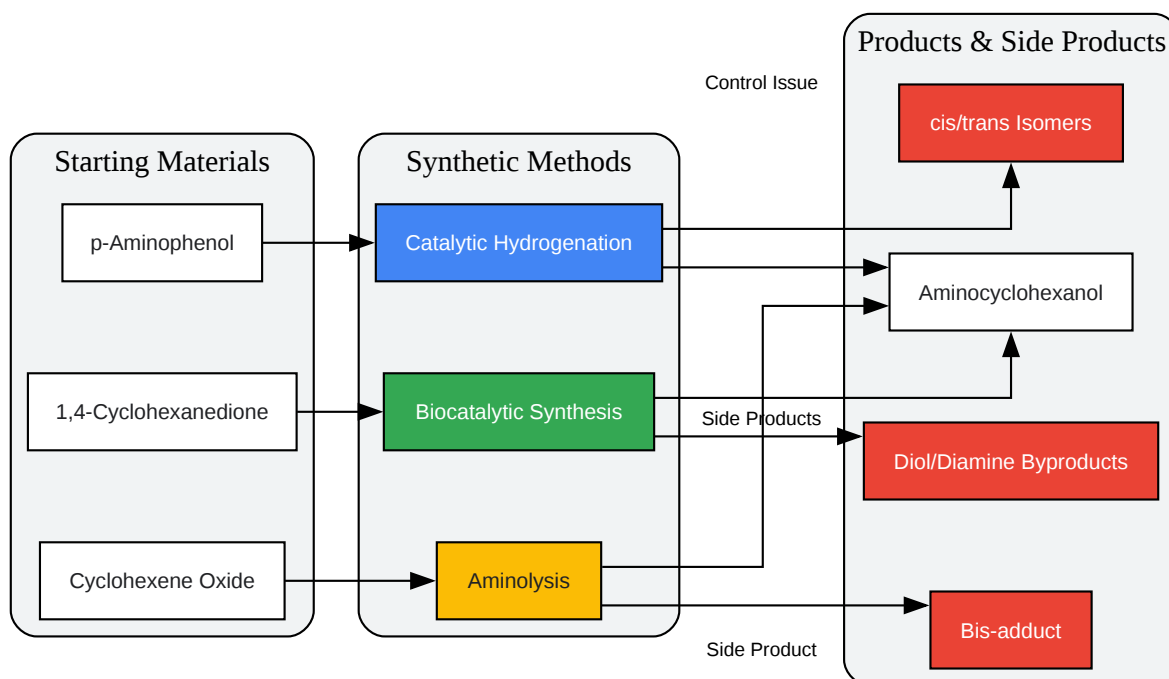 Products & Side Products
Control Issue
cis/trans Isomers
Starting Materials
Synthetic Methods
p-Aminophenol
Catalytic Hydrogenation
Aminocyclohexanol
1,4-Cyclohexanedione
Biocatalytic Synthesis
Side Products
Diol/Diamine Byproducts
Cyclohexene Oxide
Aminolysis
Bis-adduct
Side Product